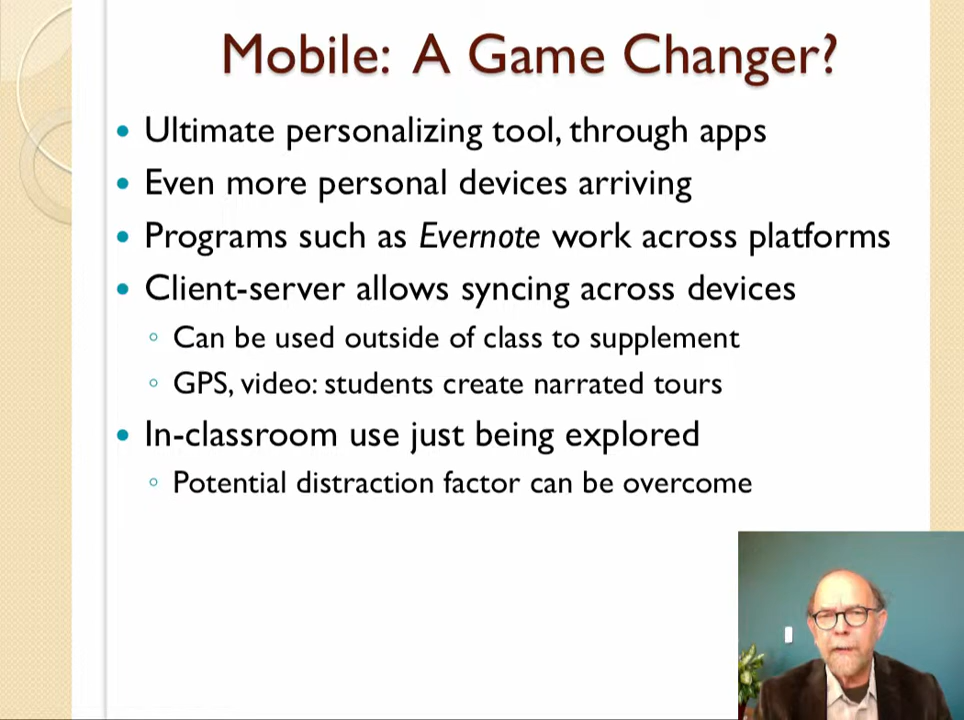 Mobile: A Game Changer?
Ultimate personalizing tool, through apps
Even more personal devices arriving
Programs such as Evernote work across platforms
Client-server allows syncing across devices
Can be used outside of class to supplement
GPS, video: students create narrated tours
In-classroom use just being explored
Potential distraction factor can be overcome